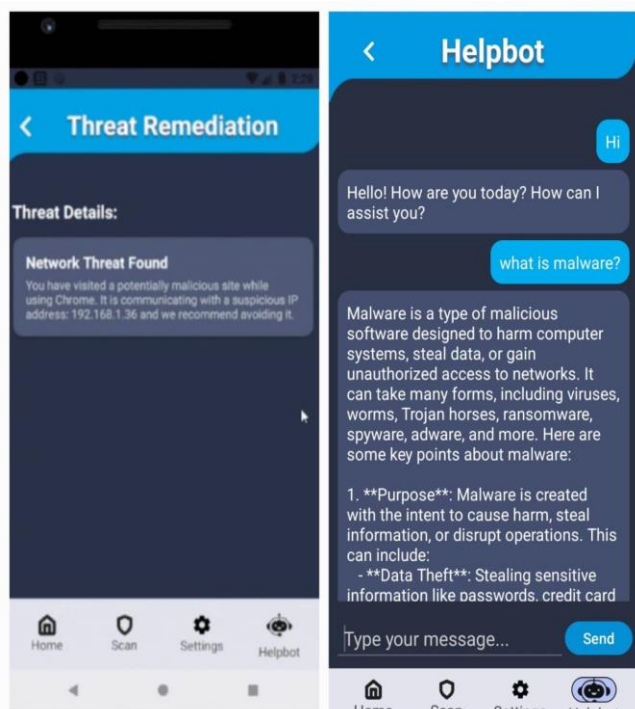 Threat Remediation
Threat Details:
Network Threat Found
You have visited a potentially malicious site while
using Chrome. It is communicating with a suspicious IP
address: 192.168.1.36 and we recommend avoiding it.
Home
Scan
Settings
Helpbot
Helpbot
Hi
Hello! How are you today? How can I
assist you?
what is malware?
Malware is a type of malicious
software designed to harm computer
systems, steal data, or gain
unauthorized access to networks. It
can take many forms, including viruses,
worms, Trojan horses, ransomware,
spyware, adware, and more. Here are
some key points about malware:
1. **Purpose**: Malware is created
with the intent to cause harm, steal
information, or disrupt operations. This
can include:
- **Data Theft**: Stealing sensitive
information like passwords, credit card
Type your message...
Send